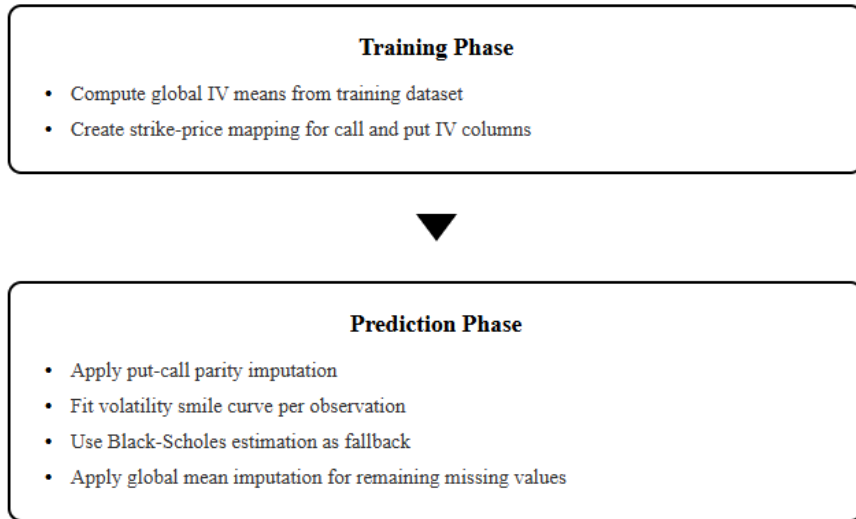 Training Phase
• Compute global IV means from training dataset
• Create strike-price mapping for call and put IV columns
Prediction Phase
• Apply put-call parity imputation
• Fit volatility smile curve per observation
• Use Black-Scholes estimation as fallback
• Apply global mean imputation for remaining missing values